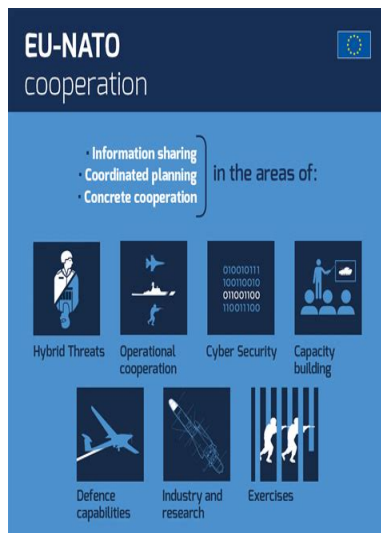 EU-NATO
cooperation
· Information sharing
· Coordinated planning
· Concrete cooperation
in the areas of:
010010111
100110010
011001100
110011100
Hybrid Threats
Operational
cooperation
Cyber Security
Capacity
building
Defence
capabilities
Industry and
research
Exercises